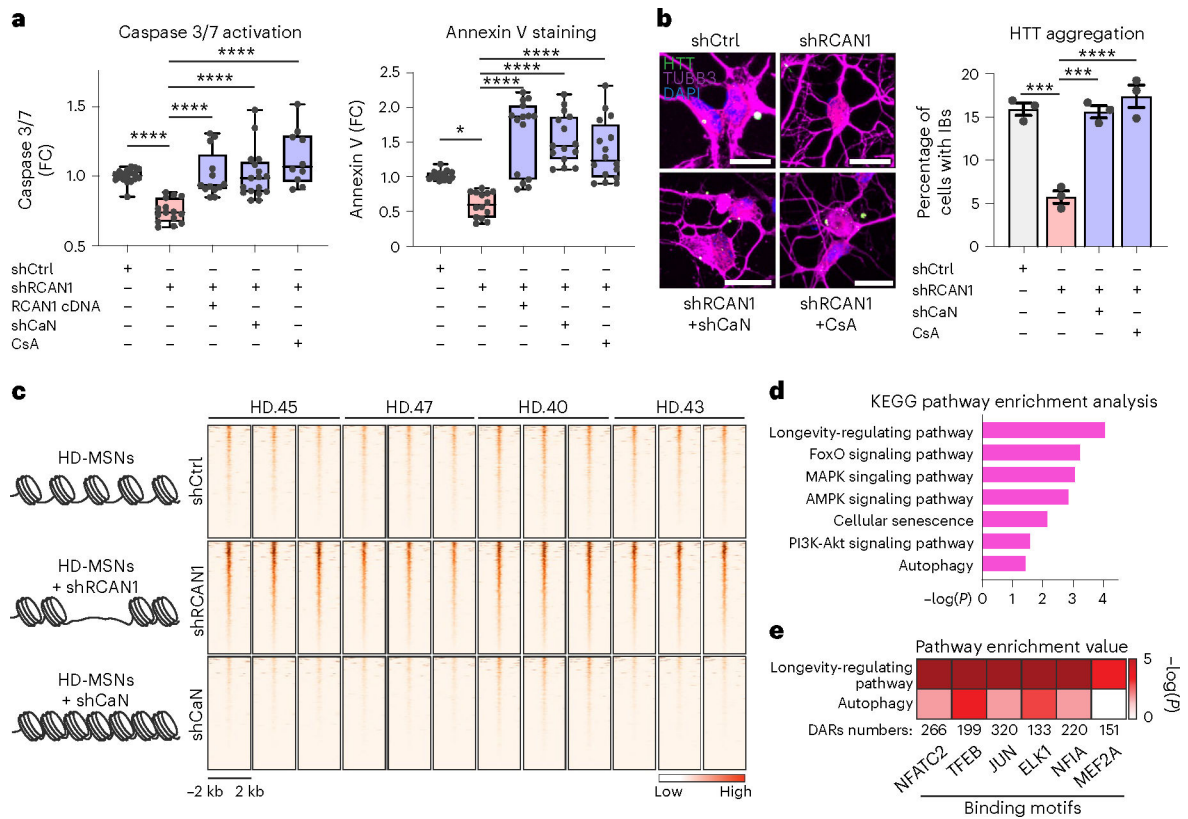 a
Caspase 3/7 activation
****
****
****
****
1.5
1.0
0.5
Caspase 3/7
(FC)
shCtrl + – – – –
shRCAN1 – + + + +
RCAN1 cDNA – – + – –
shCaN – – – + –
CsA – – – – +
Annexin V staining
****
****
****
*
2.5
2.0
1.5
1.0
0.5
0
Annexin V (FC)
+ – – – –
– + + + +
– – + – –
– – – + –
– – – – +
b
shCtrl
shRCAN1
HTT
TUBB3
DAPI
shRCAN1
+shCaN
shRCAN1
+CsA
HTT aggregation
****
***
***
20
15
10
5
0
Percentage of
cells with IBs
shCtrl + – – –
shRCAN1 – + + +
shCaN – – + –
CsA – – – +
c
HD.45
HD.47
HD.40
HD.43
HD-MSNs
shCtrl
HD-MSNs
+ shRCAN1
shRCAN1
HD-MSNs
+ shCaN
shCaN
–2 kb
2 kb
Low
High
d
KEGG pathway enrichment analysis
Longevity-regulating pathway
FoxO signaling pathway
MAPK singaling pathway
AMPK signaling pathway
Cellular senescence
PI3K-Akt signaling pathway
Autophagy
–log(P) 0 1 2 3 4
e
Pathway enrichment value
Longevity-regulating
pathway
Autophagy
5
0
–log(P)
DARs numbers: 266 199 320 133 220 151
NFATC2
TFEB
JUN
ELK1
NFIA
MEF2A
Binding motifs